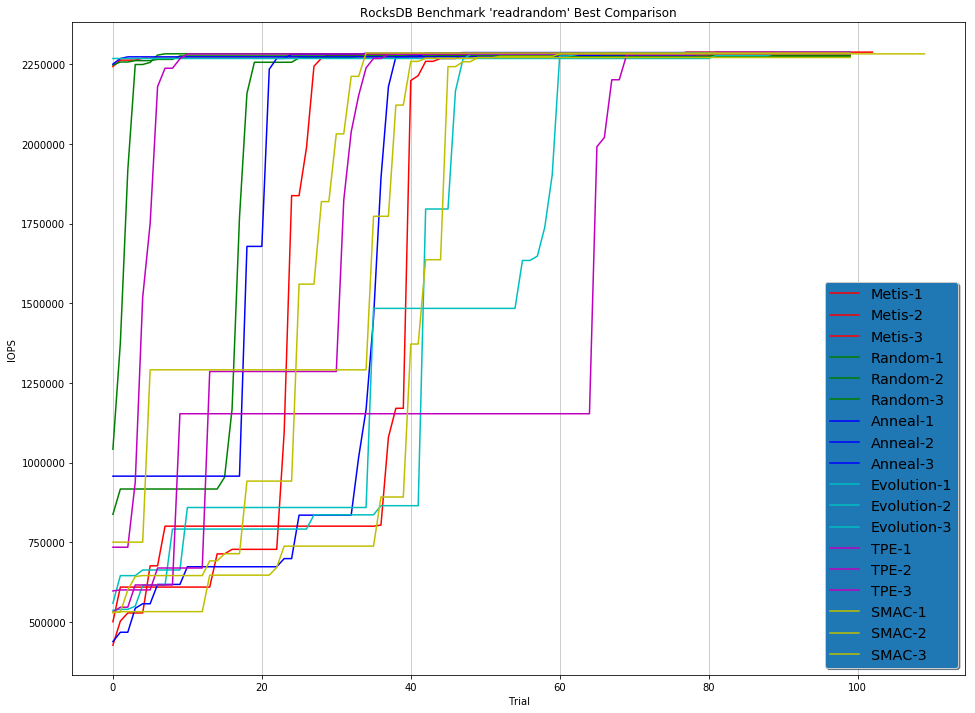 RocksDB Benchmark 'readrandom' Best Comparison
2250000
2000000
1750000
1500000
1250000
1000000
750000
500000
IOPS
0 20 40 60 80 100
Trial
Metis-1
Metis-2
Metis-3
Random-1
Random-2
Random-3
Anneal-1
Anneal-2
Anneal-3
Evolution-1
Evolution-2
Evolution-3
TPE-1
TPE-2
TPE-3
SMAC-1
SMAC-2
SMAC-3